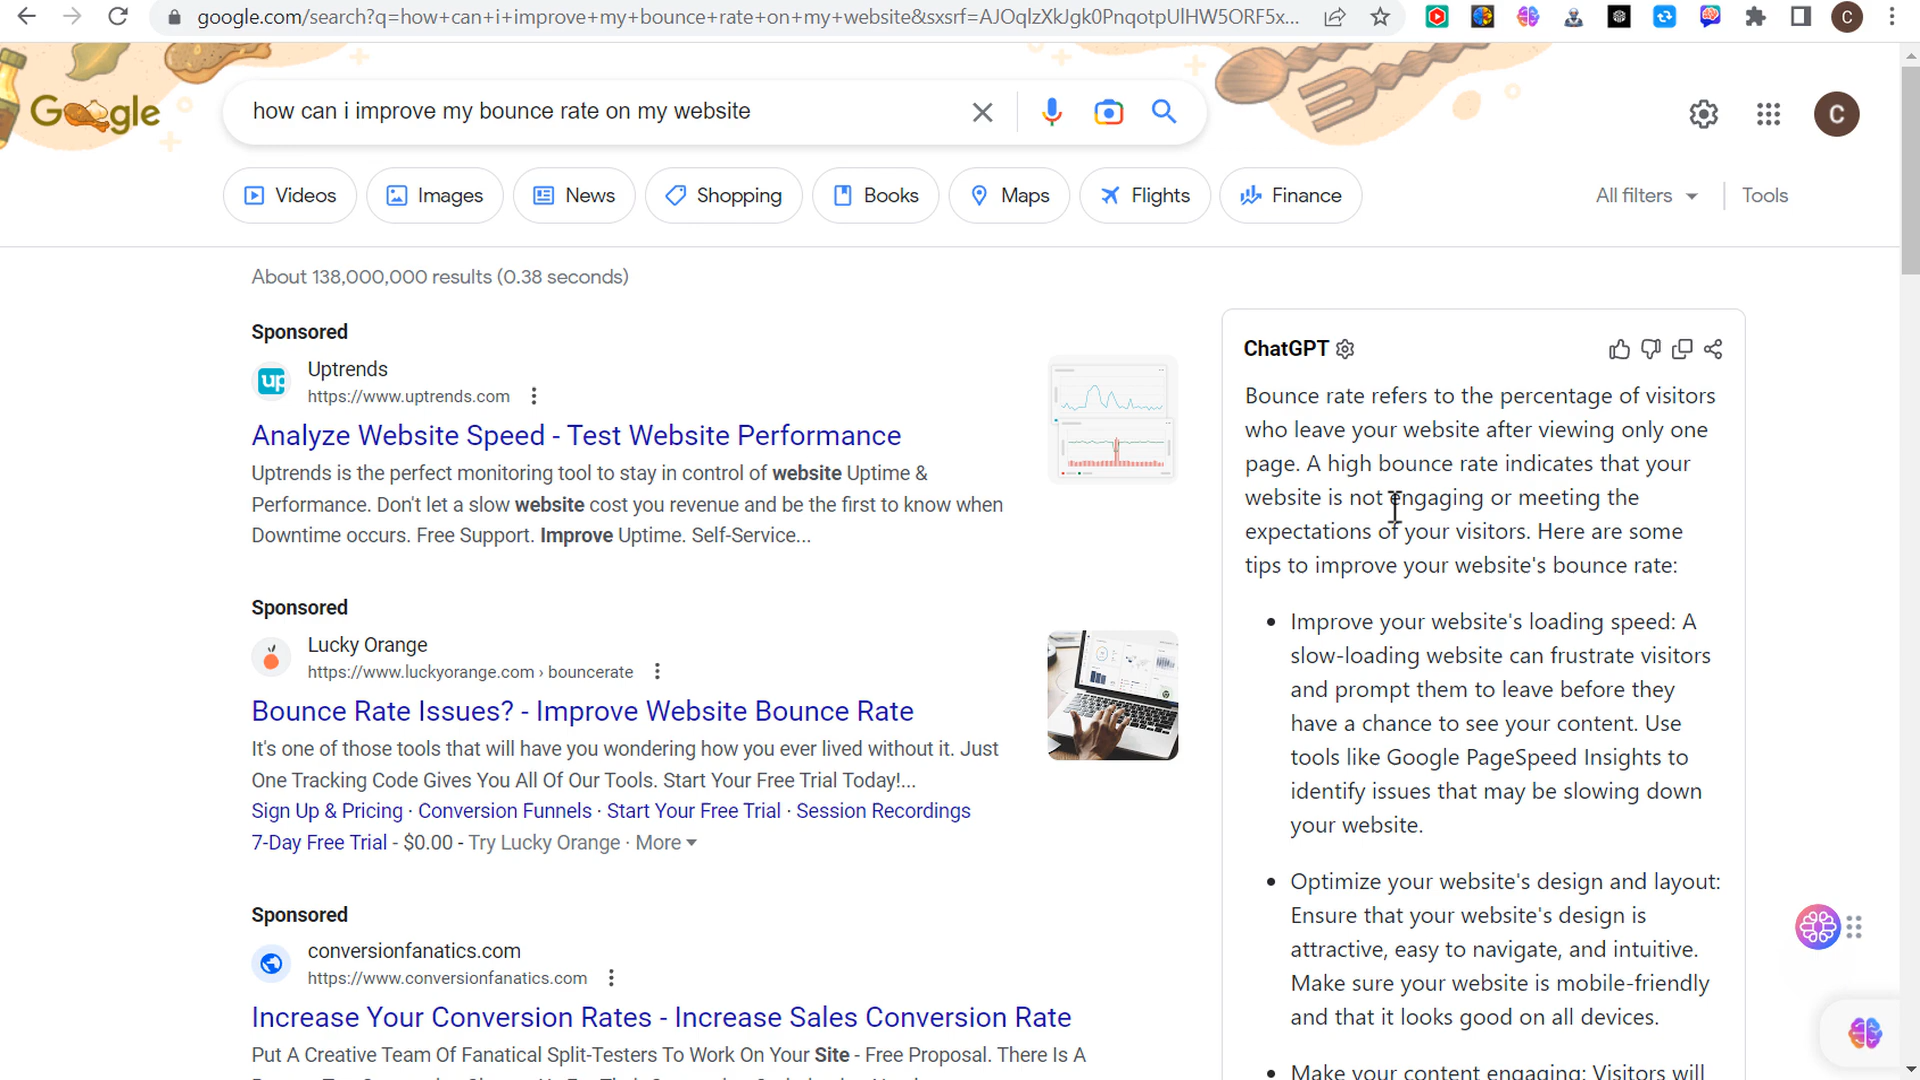 google.com/search?q=how+can+i+improve+my+bounce+rate+on+my+website&sxsrf=AJOqlzXkJgk0PnqotpUlHW5ORF5x...
C
Google
how can i improve my bounce rate on my website
C
Videos
Images
News
Shopping
Books
Maps
Flights
Finance
All filters
Tools
About 138,000,000 results (0.38 seconds)
Sponsored
up
Uptrends
https://www.uptrends.com
Analyze Website Speed - Test Website Performance
Uptrends is the perfect monitoring tool to stay in control of website Uptime &
Performance. Don't let a slow website cost you revenue and be the first to know when
Downtime occurs. Free Support. Improve Uptime. Self-Service...
Sponsored
Lucky Orange
https://www.luckyorange.com › bouncerate
Bounce Rate Issues? - Improve Website Bounce Rate
It's one of those tools that will have you wondering how you ever lived without it. Just
One Tracking Code Gives You All Of Our Tools. Start Your Free Trial Today!...
Sign Up & Pricing · Conversion Funnels · Start Your Free Trial · Session Recordings
7-Day Free Trial - $0.00 - Try Lucky Orange · More
Sponsored
conversionfanatics.com
https://www.conversionfanatics.com
Increase Your Conversion Rates - Increase Sales Conversion Rate
Put A Creative Team Of Fanatical Split-Testers To Work On Your Site - Free Proposal. There Is A
ChatGPT
Bounce rate refers to the percentage of visitors
who leave your website after viewing only one
page. A high bounce rate indicates that your
website is not engaging or meeting the
expectations of your visitors. Here are some
tips to improve your website's bounce rate:
• Improve your website's loading speed: A
slow-loading website can frustrate visitors
and prompt them to leave before they
have a chance to see your content. Use
tools like Google PageSpeed Insights to
identify issues that may be slowing down
your website.
• Optimize your website's design and layout:
Ensure that your website's design is
attractive, easy to navigate, and intuitive.
Make sure your website is mobile-friendly
and that it looks good on all devices.
• Make your content engaging: Visitors will